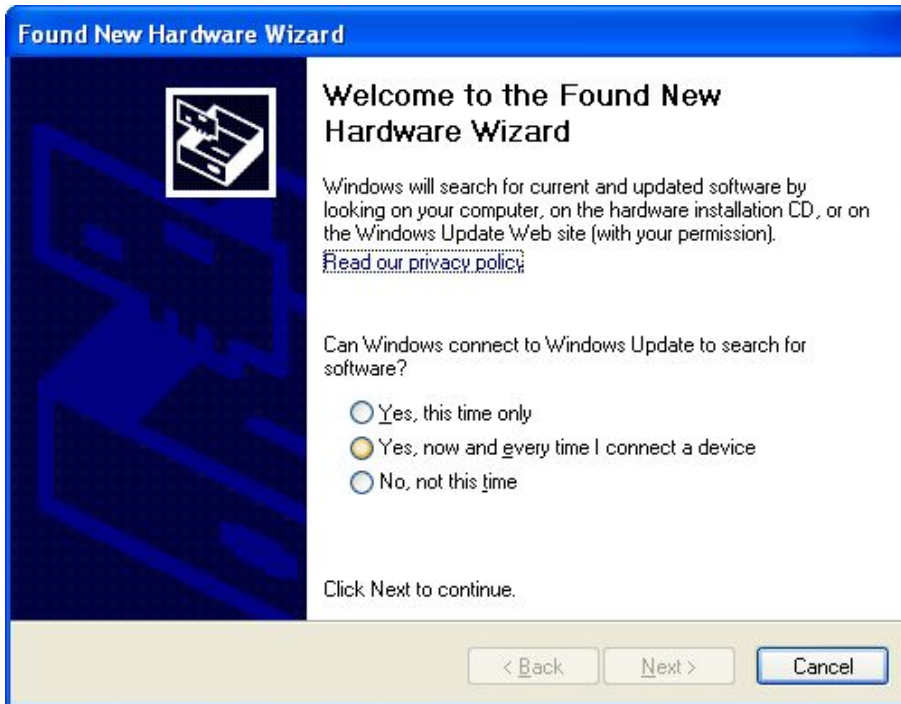 Found New Hardware Wizard
Welcome to the Found New
Hardware Wizard
Windows will search for current and updated software by
looking on your computer, on the hardware installation CD, or on
the Windows Update Web site (with your permission).
Read our privacy policy
Can Windows connect to Windows Update to search for
software?
Yes, this time only
Yes, now and every time I connect a device
No, not this time
Click Next to continue.
< Back
Next >
Cancel